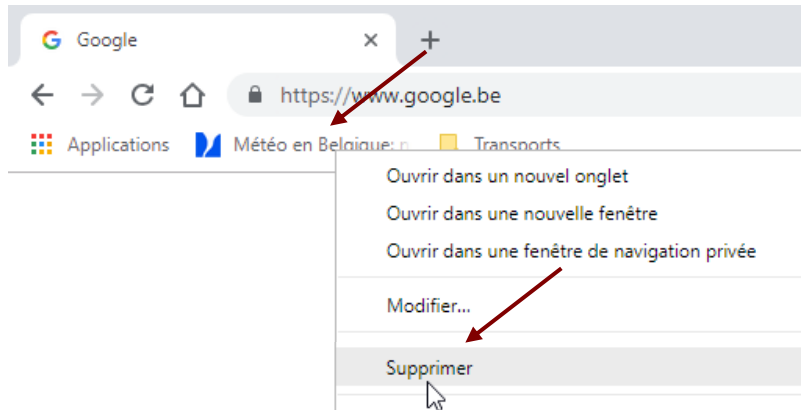 Google
https://www.google.be
Applications Météo en Belgique: n Transports
Ouvrir dans un nouvel onglet
Ouvrir dans une nouvelle fenêtre
Ouvrir dans une fenêtre de navigation privée
Modifier...
Supprimer